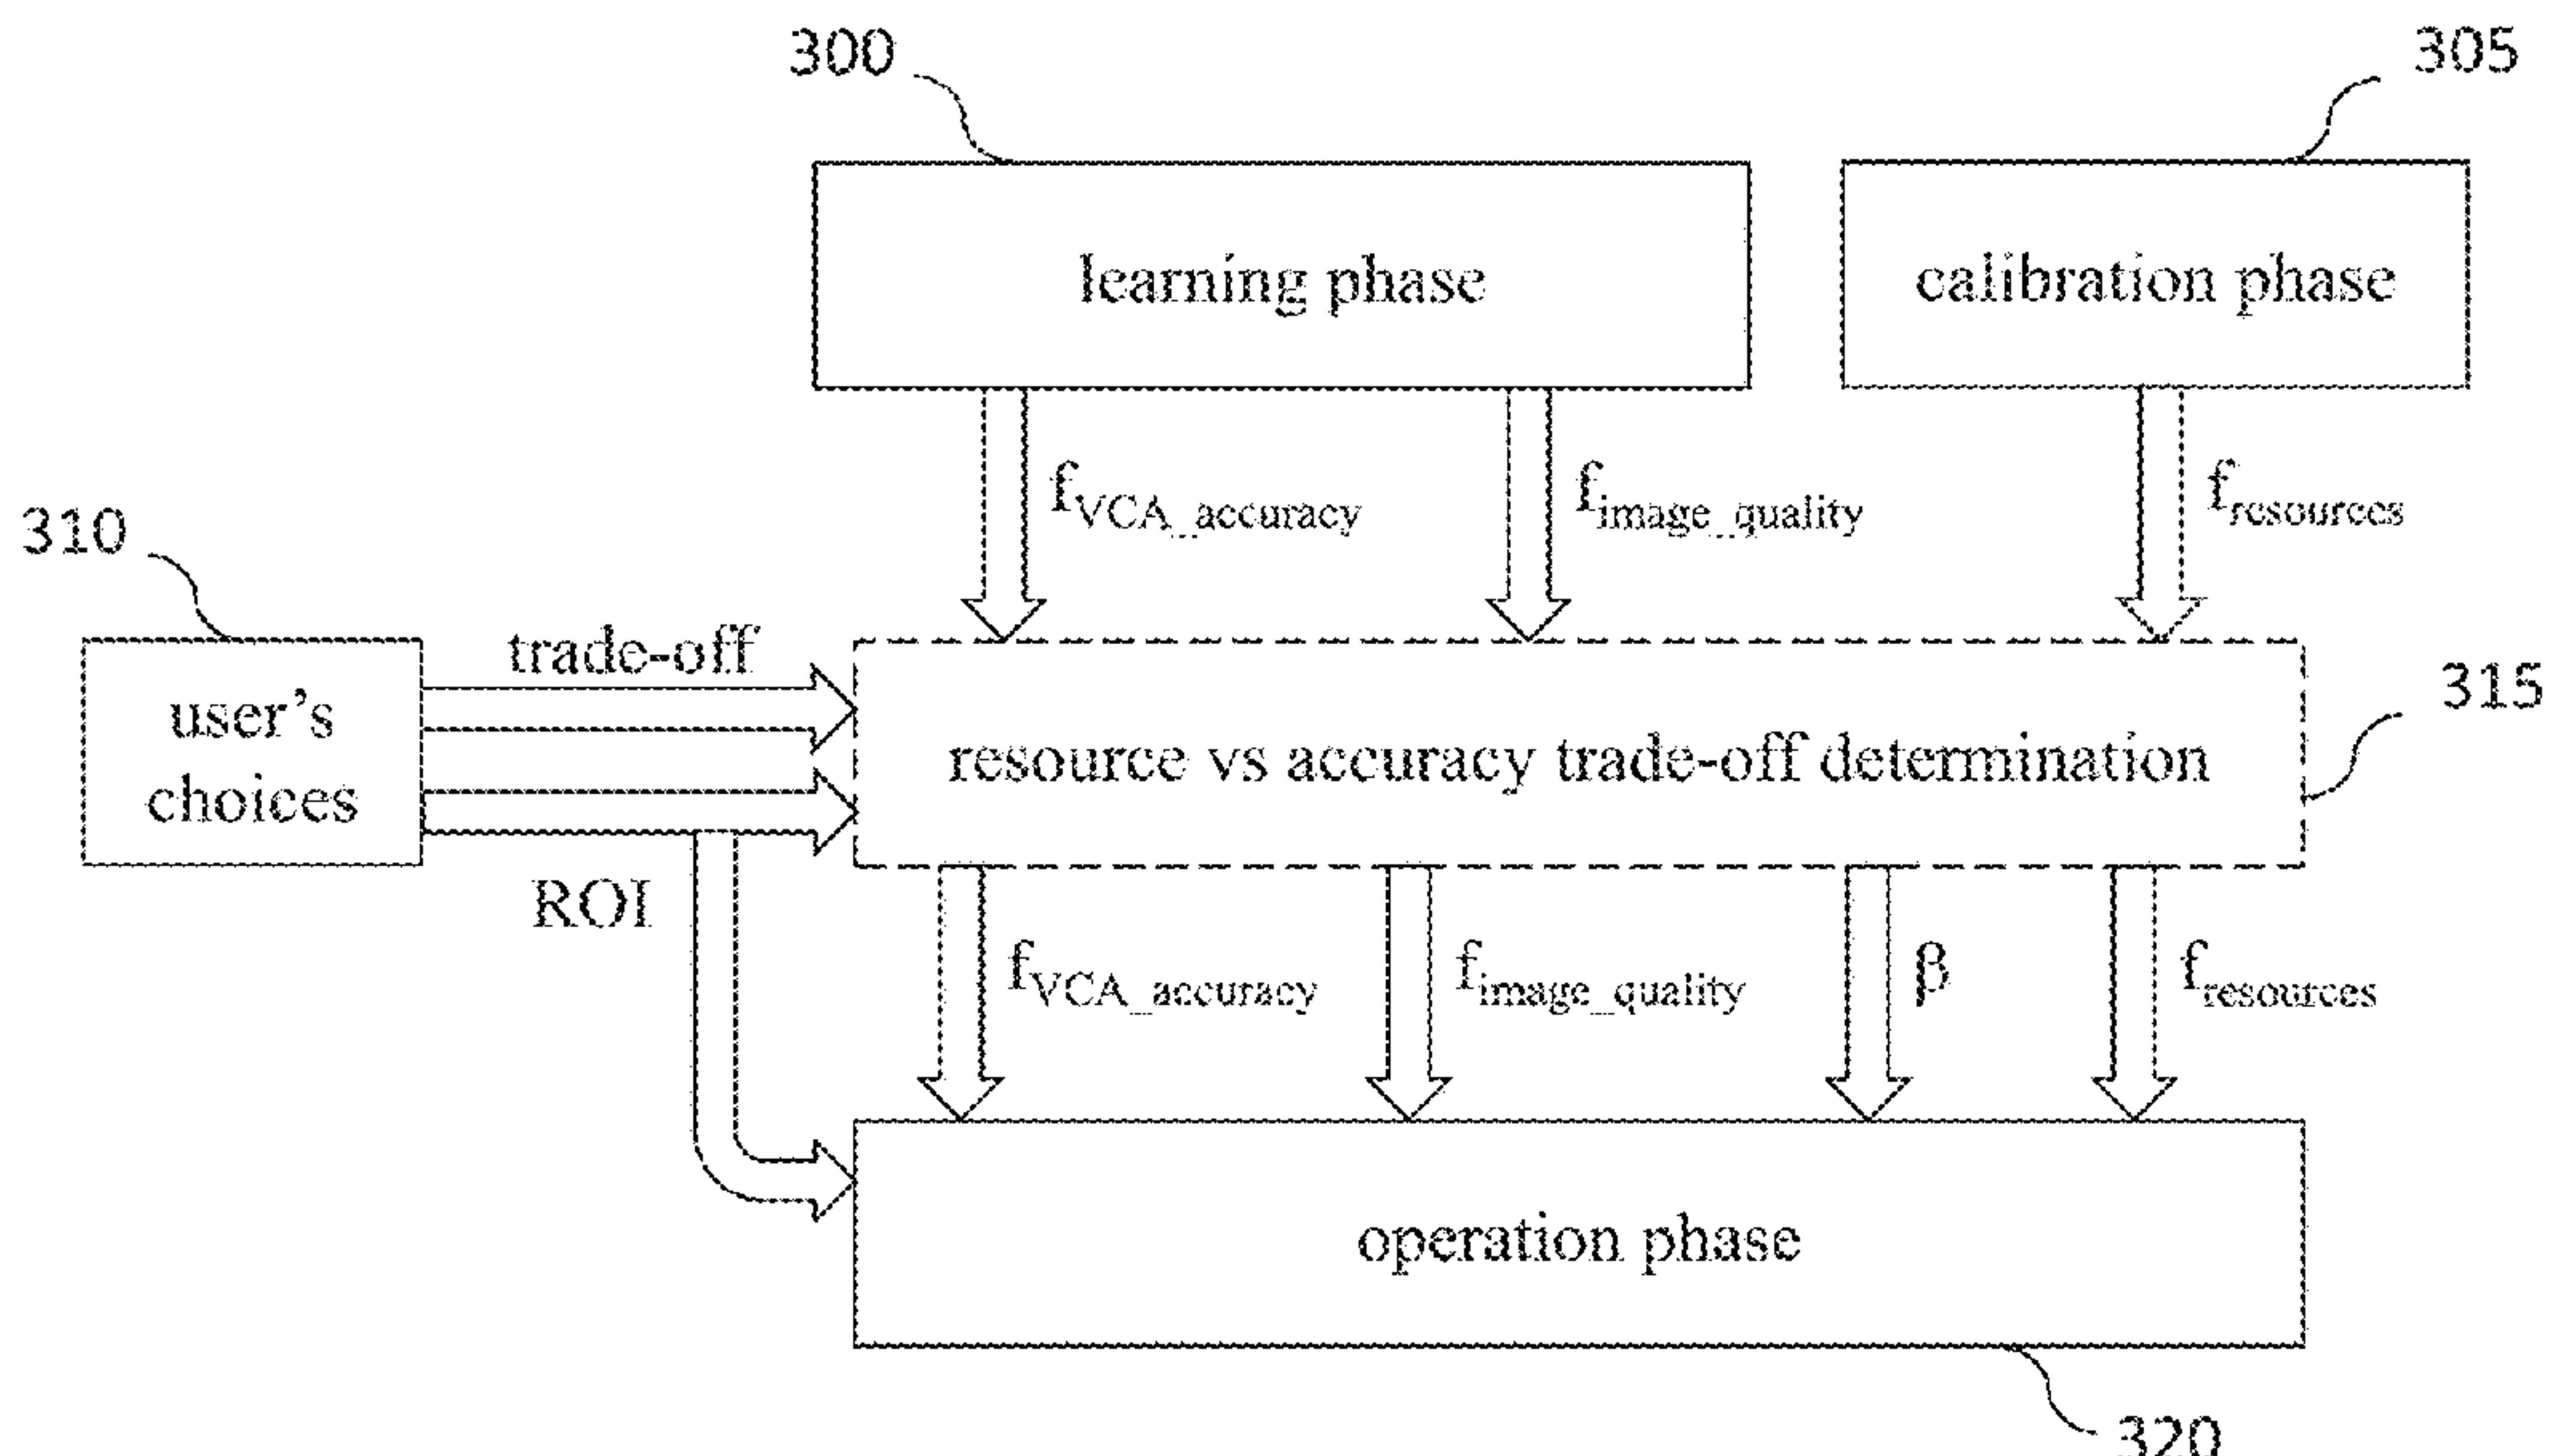 300
305
learning phase
calibration phase
fVCA_accuracy
fimage_quality
fresources
310
trade-off
user's
choices
resource vs accuracy trade-off determination
315
ROI
fVCA_accuracy
fimage_quality
β
fresources
operation phase
320